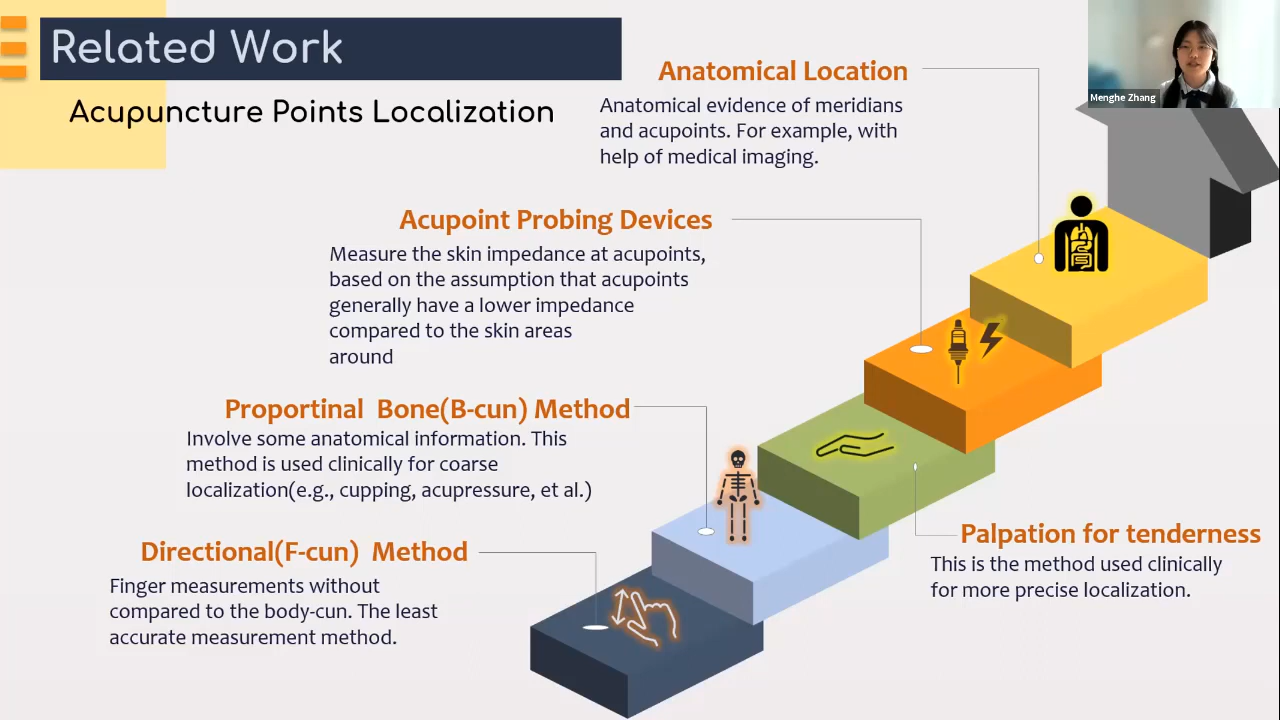 Related Work
Acupuncture Points Localization
Menghe Zhang
Anatomical Location
Anatomical evidence of meridians
and acupoints. For example, with
help of medical imaging.
Acupoint Probing Devices
Measure the skin impedance at acupoints,
based on the assumption that acupoints
generally have a lower impedance
compared to the skin areas
around
Proportinal Bone(B-cun) Method
Involve some anatomical information. This
method is used clinically for coarse
localization(e.g., cupping, acupressure, et al.)
Palpation for tenderness
This is the method used clinically
for more precise localization.
Directional(F-cun) Method
Finger measurements without
compared to the body-cun. The least
accurate measurement method.